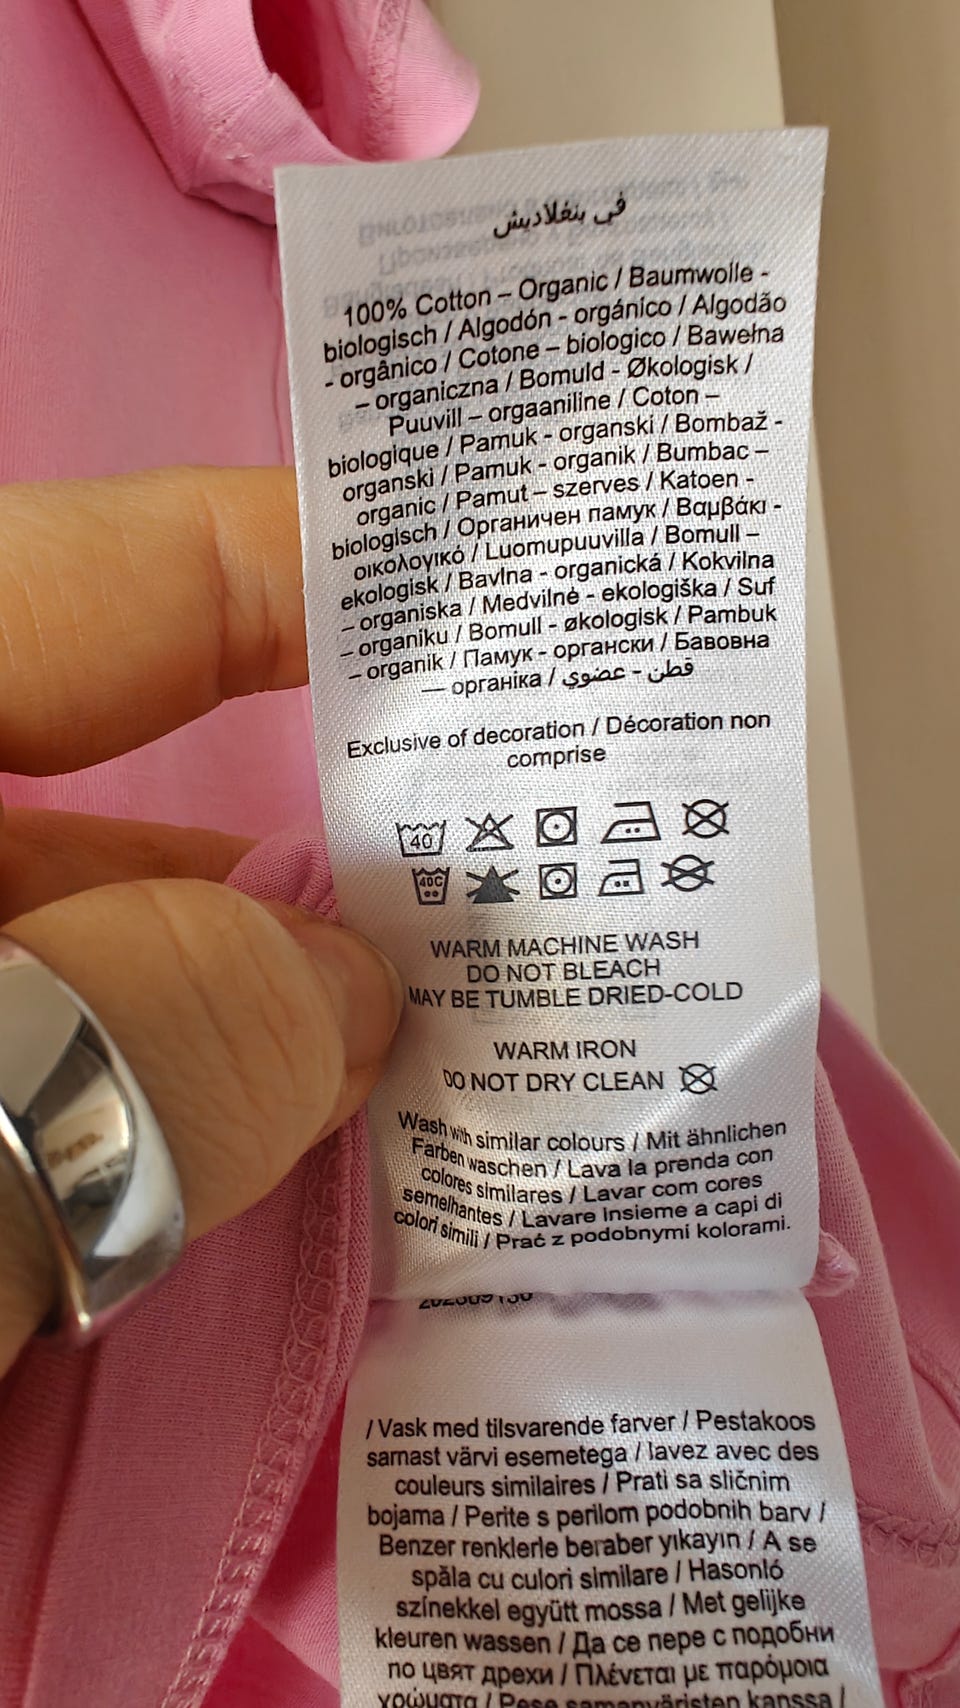 في بنغلاديش
100% Cotton – Organic / Baumwolle -
biologisch / Algodón - orgánico / Algodão
- orgânico / Cotone – biologico / Bawełna
– organiczna / Bomuld - Økologisk /
Puuvill – orgaaniline / Coton –
biologique / Pamuk - organski / Bombaž -
organski / Pamuk - organik / Bumbac –
organic / Pamut – szerves / Katoen -
biologisch / Органичен памук / Βαμβάκι -
οικολογικό / Luomupuuvilla / Bomull –
ekologisk / Bavlna - organická / Kokvilna
– organiska / Medvilnė - ekologiška / Suf
– organiku / Bomull - økologisk / Pambuk
– organik / Памук - органски / Бавовна
— органіка / قطن - عضوي
Exclusive of decoration / Décoration non
comprise
40
40C
WARM MACHINE WASH
DO NOT BLEACH
MAY BE TUMBLE DRIED-COLD
WARM IRON
DO NOT DRY CLEAN
Wash with similar colours / Mit ähnlichen
Farben waschen / Lava la prenda con
colores similares / Lavar com cores
semelhantes / Lavare insieme a capi di
colori simili / Prać z podobnymi kolorami.
/ Vask med tilsvarende farver / Pestakoos
samast värvi esemetega / lavez avec des
couleurs similaires / Prati sa sličnim
bojama / Perite s perilom podobnih barv /
Benzer renklerle beraber yıkayın / A se
spăla cu culori similare / Hasonló
színekkel együtt mossa / Met gelijke
kleuren wassen / Да се пере с подобни
по цвят дрехи / Πλένεται με παρόμοια
χρώματα / Pese samanväristen kanssa /